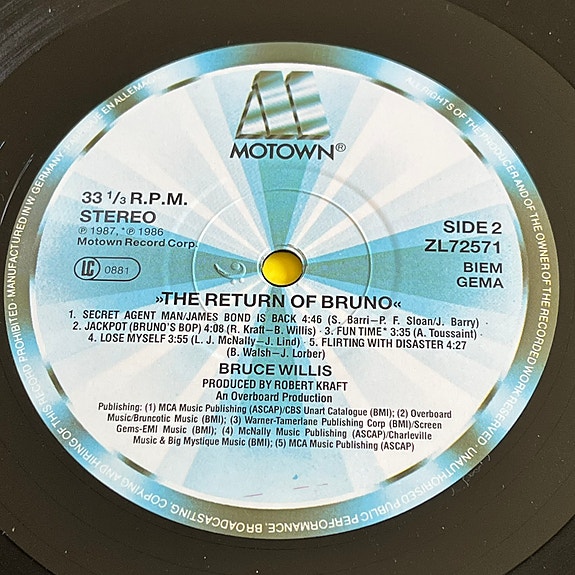 MOTOWN®
33 1/3 R.P.M.
STEREO
℗ 1987, *℗ 1986
Motown Record Corp.
LC 0881
SIDE 2
ZL72571
BIEM
GEMA
»THE RETURN OF BRUNO«
1. SECRET AGENT MAN/JAMES BOND IS BACK 4:46 (S. Barri–P. F. Sloan/J. Barry) ·
2. JACKPOT (BRUNO'S BOP) 4:08 (R. Kraft–B. Willis) · 3. FUN TIME* 3:35 (A. Toussaint) ·
4. LOSE MYSELF 3:55 (L. J. McNally–J. Lind) · 5. FLIRTING WITH DISASTER 4:27
(B. Walsh–J. Lorber)
BRUCE WILLIS
PRODUCED BY ROBERT KRAFT
An Overboard Production
Publishing: (1) MCA Music Publishing (ASCAP)/CBS Unart Catalogue (BMI); (2) Overboard
Music/Bruncotic Music (BMI); (3) Warner-Tamerlane Publishing Corp (BMI)/Screen
Gems-EMI Music (BMI); (4) McNally Music Publishing (ASCAP)/Charleville
Music & Big Mystique Music (BMI); (5) MCA Music Publishing (ASCAP)
ALL RIGHTS OF THE PRODUCER AND OF THE OWNER OF THE RECORDED WORK RESERVED. UNAUTHORISED PUBLIC PERFORMANCE, BROADCASTING, COPYING AND HIRING OF THIS RECORD PROHIBITED. MANUFACTURED IN W. GERMANY EN ALLEMAGNE